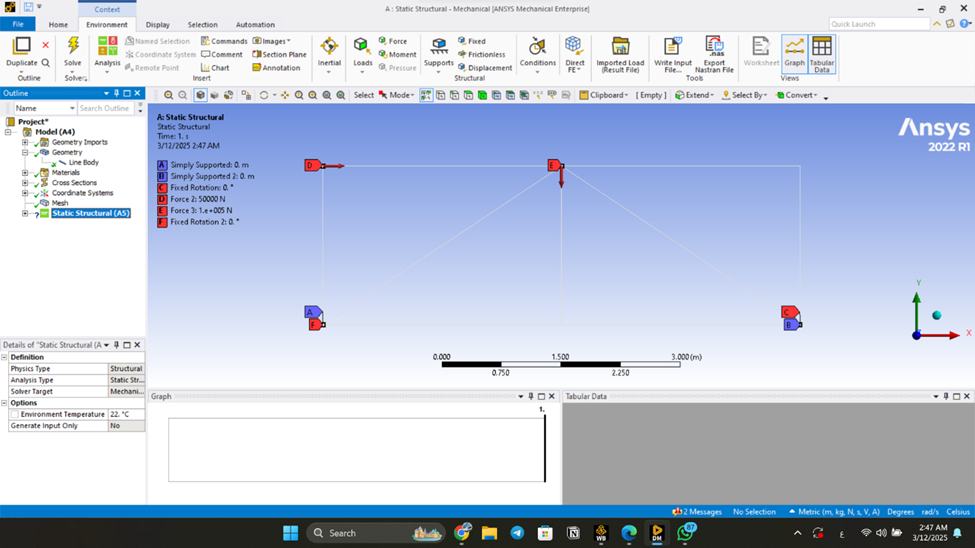 A : Static Structural - Mechanical [ANSYS Mechanical Enterprise]
Context
File Home Environment Display Selection Automation
Quick Launch
Duplicate
Outline
Solve
Solver
Analysis
Named Selection
Coordinate System
Remote Point
Commands
Comment
Chart
Images
Section Plane
Annotation
Insert
Inertial
Loads
Force
Moment
Pressure
Supports
Fixed
Frictionless
Displacement
Structural
Conditions
Direct FE
Imported Load (Result File)
Write Input File...
Export Nastran File
Tools
Worksheet
Graph
Tabular Data
Views
Select Mode Clipboard [ Empty ] Extend Select By Convert
Outline
Name Search Outline
Project*
Model (A4)
Geometry Imports
Geometry
Line Body
Materials
Cross Sections
Coordinate Systems
Mesh
Static Structural (A5)
A: Static Structural
Static Structural
Time: 1. s
3/12/2025 2:47 AM
A Simply Supported: 0. m
B Simply Supported 2: 0. m
C Fixed Rotation: 0. °
D Force 2: 50000 N
E Force 3: 1.e+005 N
F Fixed Rotation 2: 0. °
Ansys
2022 R1
D E
A C
F B
Y
X
0.000 1.500 3.000 (m)
0.750 2.250
Details of "Static Structural (A
Definition
Physics Type Structural
Analysis Type Static Str...
Solver Target Mechani...
Options
Environment Temperature 22. °C
Generate Input Only No
Graph
1.
Tabular Data
2 Messages No Selection Metric (m, kg, N, s, V, A) Degrees rad/s Celsius
Search
WB
DM
87
ع
2:47 AM
3/12/2025